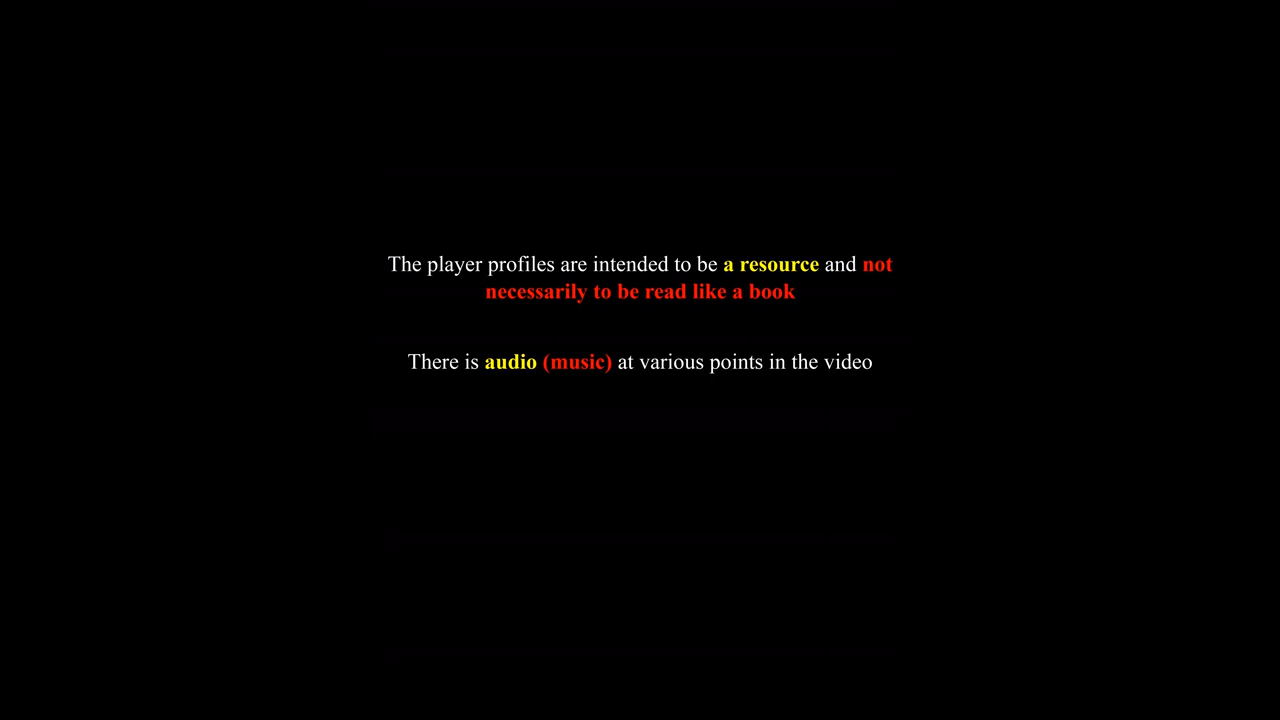 The player profiles are intended to be a resource and not
necessarily to be read like a book
There is audio (music) at various points in the video